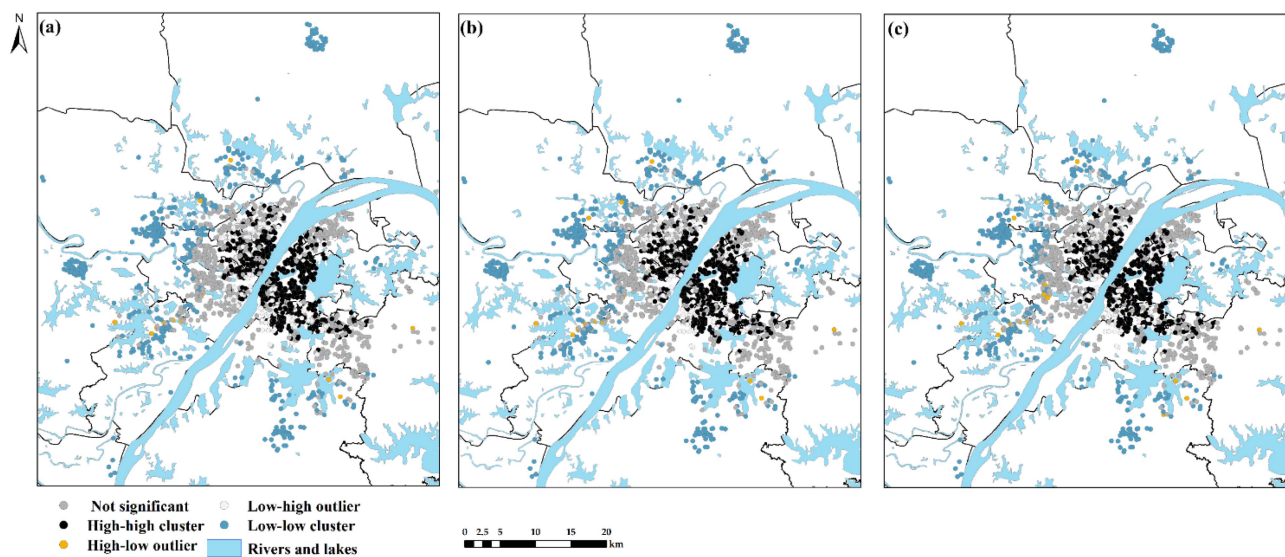 N
(a)
(b)
(c)
Not significant
Low-high outlier
High-high cluster
Low-low cluster
High-low outlier
Rivers and lakes
0 2.5 5 10 15 20
km